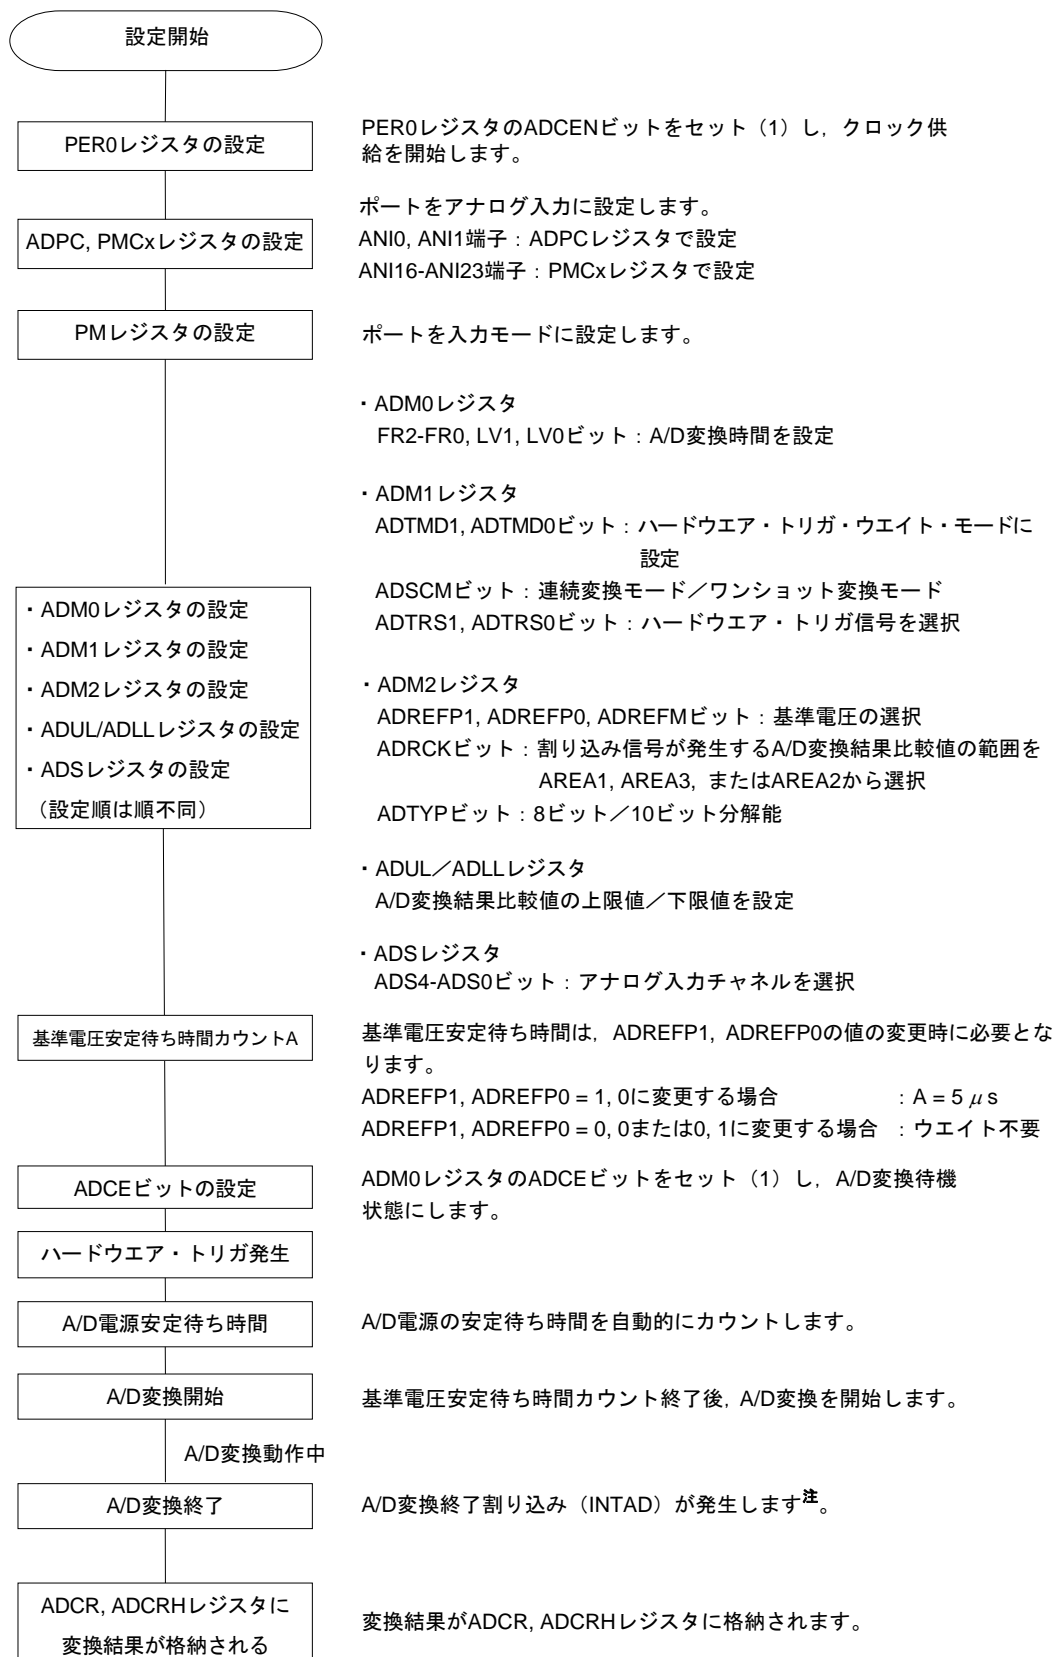 設定開始
PER0レジスタの設定
PER0レジスタのADCENビットをセット（1）し，クロック供
給を開始します。
ADPC, PMCxレジスタの設定
ポートをアナログ入力に設定します。
ANI0, ANI1端子：ADPCレジスタで設定
ANI16-ANI23端子：PMCxレジスタで設定
PMレジスタの設定
ポートを入力モードに設定します。
・ADM0レジスタの設定
・ADM1レジスタの設定
・ADM2レジスタの設定
・ADUL/ADLLレジスタの設定
・ADSレジスタの設定
（設定順は順不同）
・ADM0レジスタ
FR2-FR0, LV1, LV0ビット：A/D変換時間を設定
・ADM1レジスタ
ADTMD1, ADTMD0ビット：ハードウエア・トリガ・ウエイト・モードに
設定
ADSCMビット：連続変換モード／ワンショット変換モード
ADTRS1, ADTRS0ビット：ハードウエア・トリガ信号を選択
・ADM2レジスタ
ADREFP1, ADREFP0, ADREFMビット：基準電圧の選択
ADRCKビット：割り込み信号が発生するA/D変換結果比較値の範囲を
AREA1, AREA3, またはAREA2から選択
ADTYPビット：8ビット／10ビット分解能
・ADUL／ADLLレジスタ
A/D変換結果比較値の上限値／下限値を設定
・ADSレジスタ
ADS4-ADS0ビット：アナログ入力チャネルを選択
基準電圧安定待ち時間カウントA
基準電圧安定待ち時間は，ADREFP1, ADREFP0の値の変更時に必要とな
ります。
ADREFP1, ADREFP0 = 1, 0に変更する場合 ：A = 5 μs
ADREFP1, ADREFP0 = 0, 0または0, 1に変更する場合 ：ウエイト不要
ADCEビットの設定
ADM0レジスタのADCEビットをセット（1）し，A/D変換待機
状態にします。
ハードウエア・トリガ発生
A/D電源安定待ち時間
A/D電源の安定待ち時間を自動的にカウントします。
A/D変換開始
基準電圧安定待ち時間カウント終了後, A/D変換を開始します。
A/D変換動作中
A/D変換終了
A/D変換終了割り込み（INTAD）が発生します注。
ADCR, ADCRHレジスタに
変換結果が格納される
変換結果がADCR, ADCRHレジスタに格納されます。